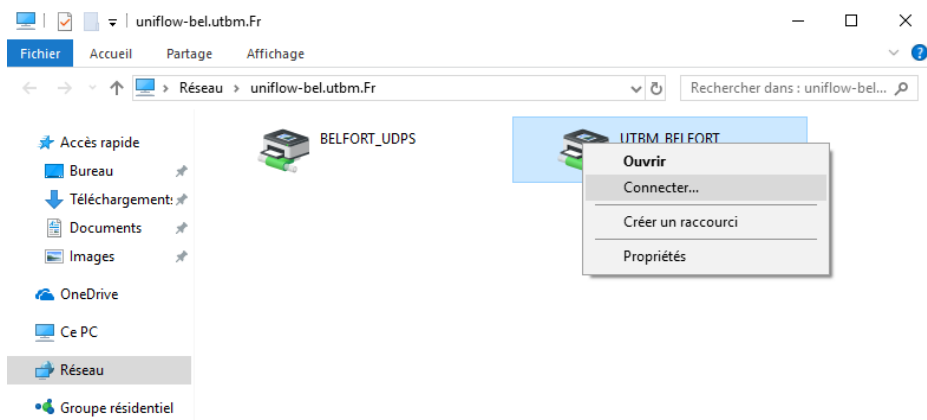 uniflow-bel.utbm.Fr
Fichier Accueil Partage Affichage
Réseau uniflow-bel.utbm.Fr Rechercher dans : uniflow-bel...
Accès rapide
Bureau
Téléchargements
Documents
Images
OneDrive
Ce PC
Réseau
Groupe résidentiel
BELFORT_UDPS
UTBM_BELFORT
Ouvrir
Connecter...
Créer un raccourci
Propriétés